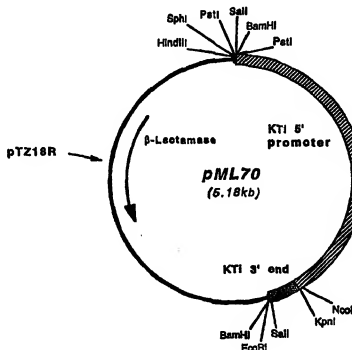 PstI SalI
SphI BamHI
HindIII PstI
KTi 5'
promoter
β-Lactamase
pTZ18R
pML70
(5.18kb)
KTi 3' end
NcoI
KpnI
BamHI SalI
EcoRI